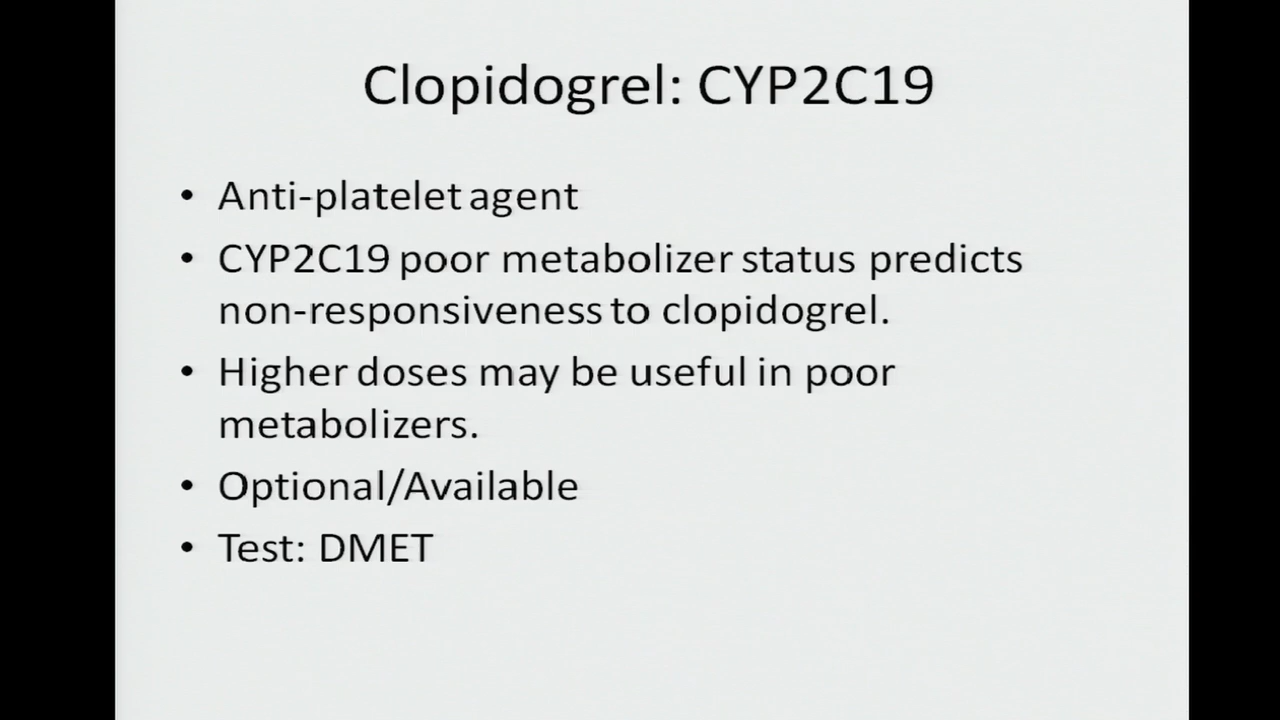 Clopidogrel: CYP2C19
• Anti-platelet agent
• CYP2C19 poor metabolizer status predicts
non-responsiveness to clopidogrel.
• Higher doses may be useful in poor
metabolizers.
• Optional/Available
• Test: DMET